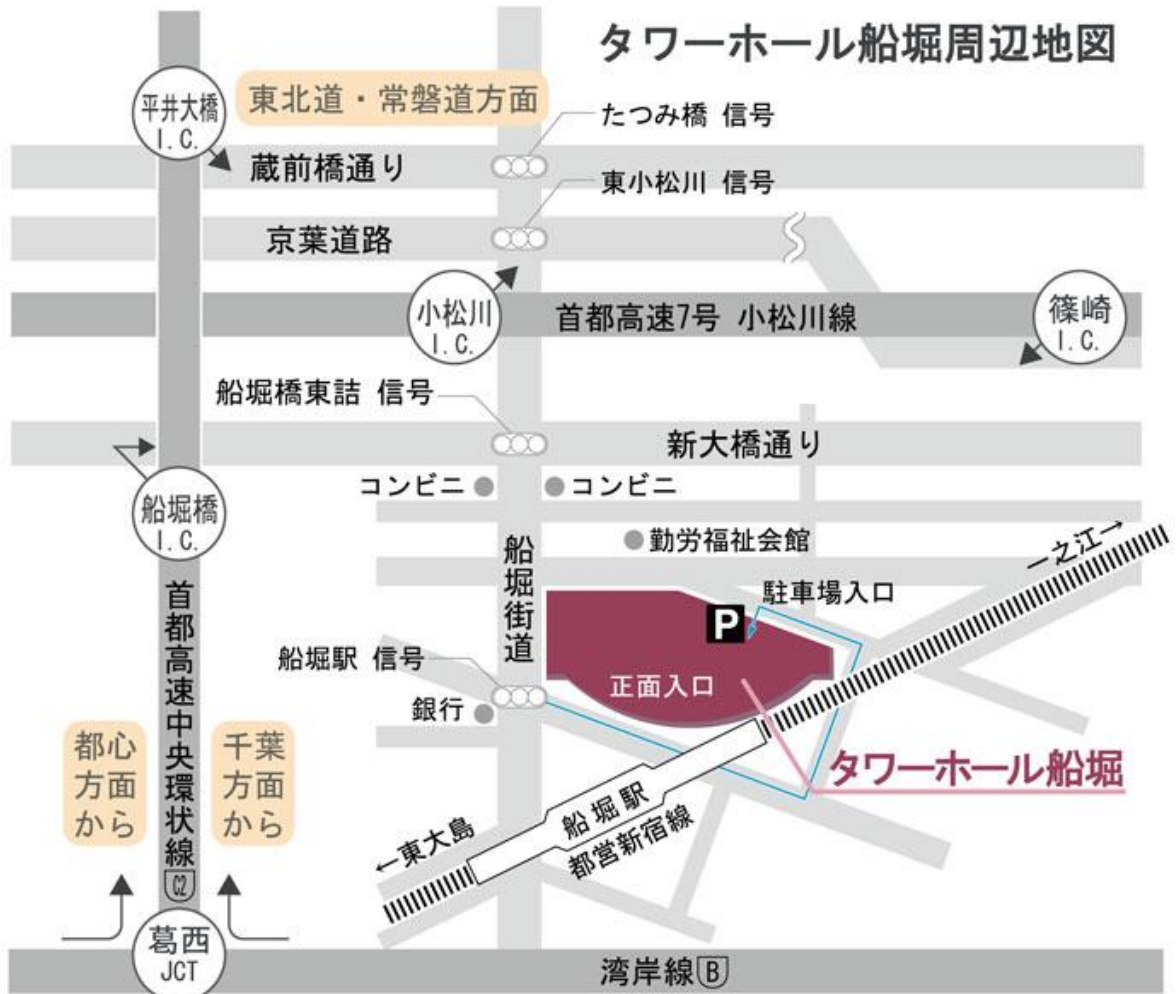 タワーホール船堀周辺地図
平井大橋
I.C.
東北道・常磐道方面
たつみ橋 信号
蔵前橋通り
東小松川 信号
京葉道路
小松川
I.C.
首都高速7号 小松川線
篠崎
I.C.
船堀橋東詰 信号
新大橋通り
コンビニ
コンビニ
船堀橋
I.C.
勤労福祉会館
船堀街道
一之江→
駐車場入口
P
首都高速中央環状線
C2
船堀駅 信号
正面入口
銀行
都心
方面
から
千葉
方面
から
タワーホール船堀
船堀駅
都営新宿線
←東大島
葛西
JCT
湾岸線 B